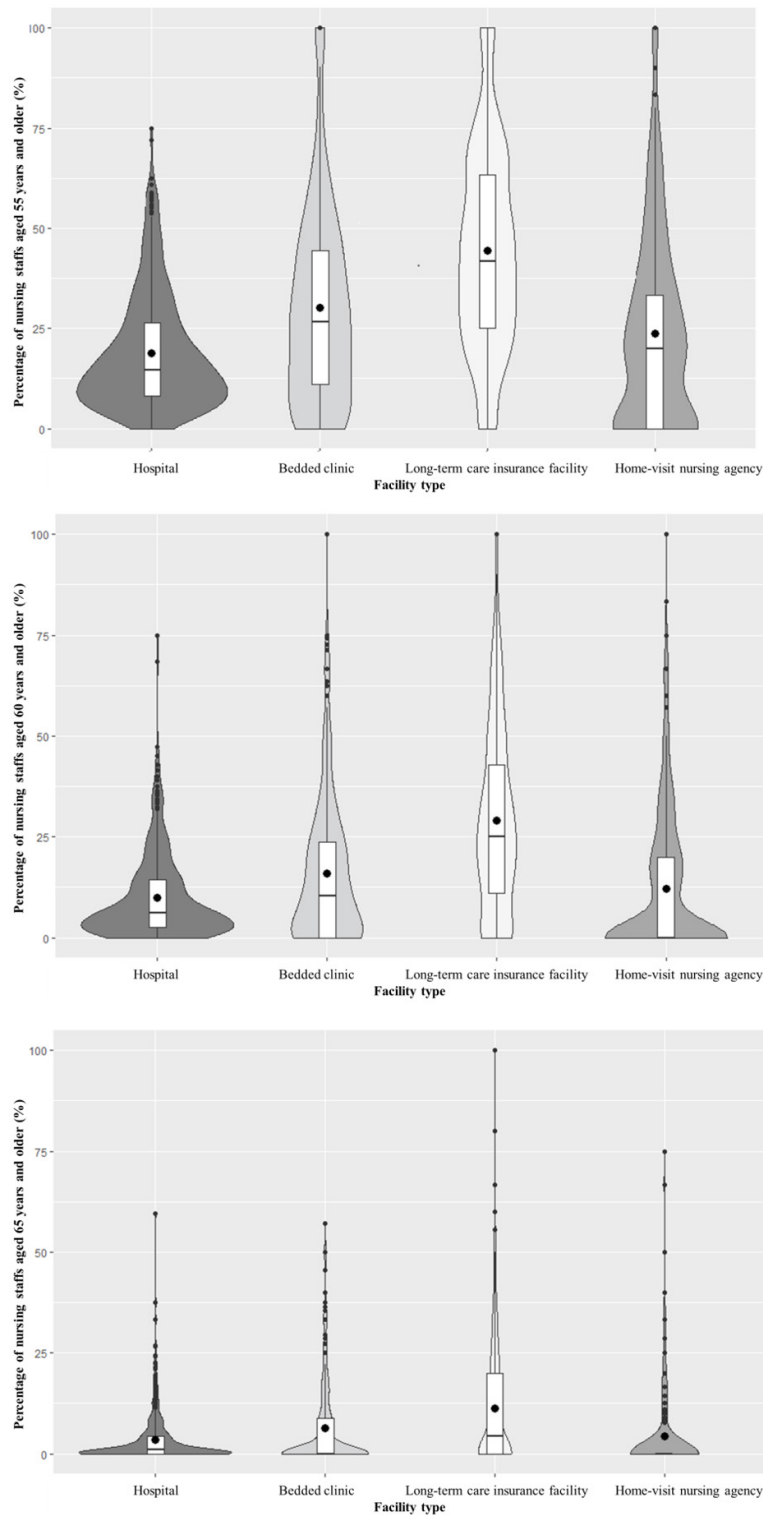 Percentage of nursing staffs aged 55 years and older (%)
100
75
50
25
0
Hospital Bedded clinic Long-term care insurance facility Home-visit nursing agency
Facility type
Percentage of nursing staffs aged 60 years and older (%)
100
75
50
25
0
Hospital Bedded clinic Long-term care insurance facility Home-visit nursing agency
Facility type
Percentage of nursing staffs aged 65 years and older (%)
100
75
50
25
0
Hospital Bedded clinic Long-term care insurance facility Home-visit nursing agency
Facility type